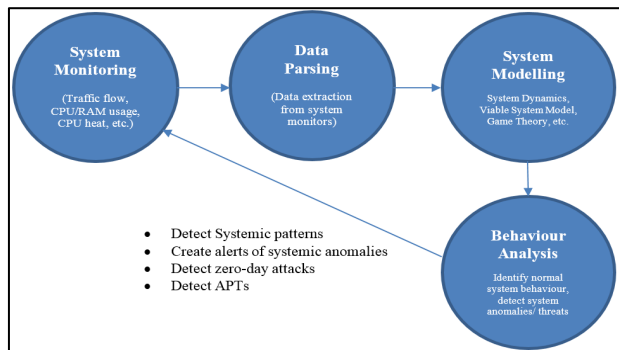 System
Monitoring
(Traffic flow,
CPU/RAM usage,
CPU heat, etc.)
Data
Parsing
(Data extraction
from system
monitors)
System
Modelling
System Dynamics,
Viable System Model,
Game Theory, etc.
Behaviour
Analysis
Identify normal
system behaviour,
detect system
anomalies/ threats
• Detect Systemic patterns
• Create alerts of systemic anomalies
• Detect zero-day attacks
• Detect APTs